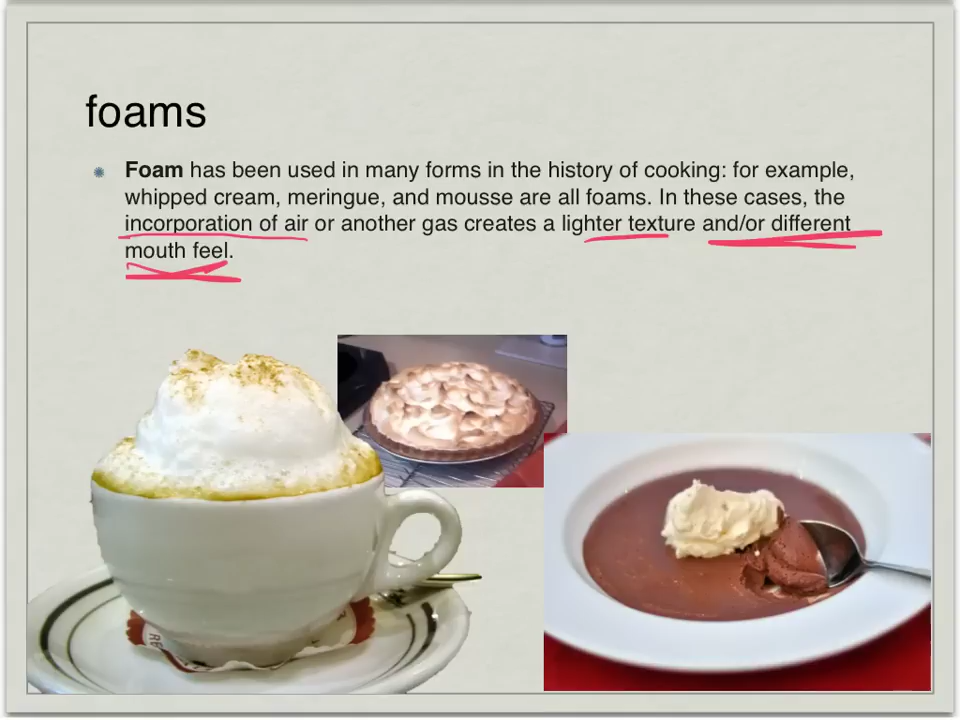 foams
Foam has been used in many forms in the history of cooking: for example,
whipped cream, meringue, and mousse are all foams. In these cases, the
incorporation of air or another gas creates a lighter texture and/or different
mouth feel.